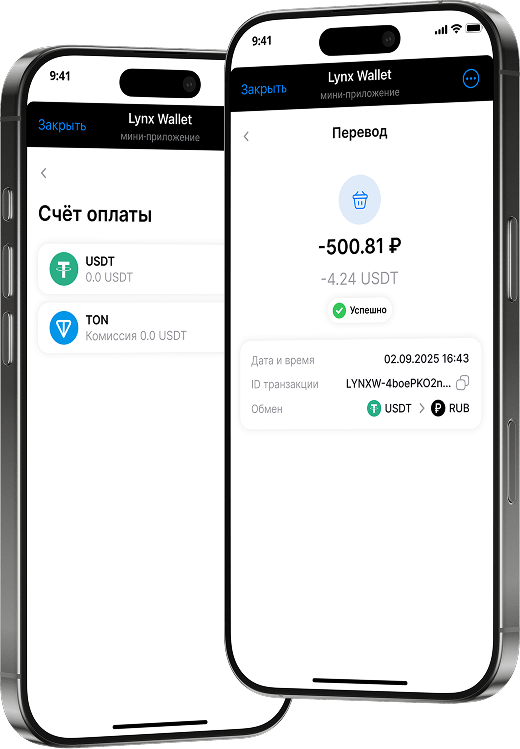 9:41
Закрыть
Lynx Wallet
мини-приложение
Счёт оплаты
USDT
0.0 USDT
TON
Комиссия 0.0 USDT
9:41
Закрыть
Lynx Wallet
мини-приложение
Перевод
-500.81 ₽
-4.24 USDT
Успешно
Дата и время 02.09.2025 16:43
ID транзакции LYNXW-4boePKO2n...
Обмен USDT > RUB